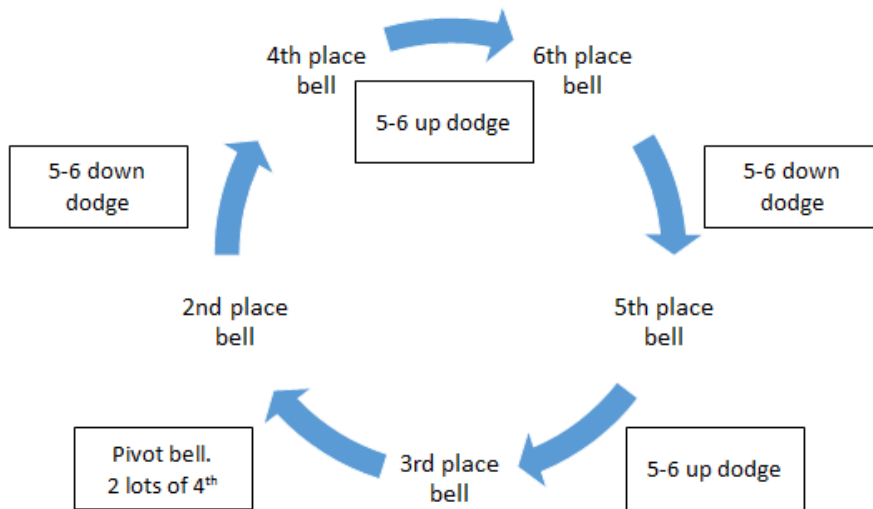 4th place
bell
6th place
bell
5-6 up dodge
5-6 down
dodge
5-6 down
dodge
2nd place
bell
5th place
bell
Pivot bell.
2 lots of 4th
3rd place
bell
5-6 up dodge